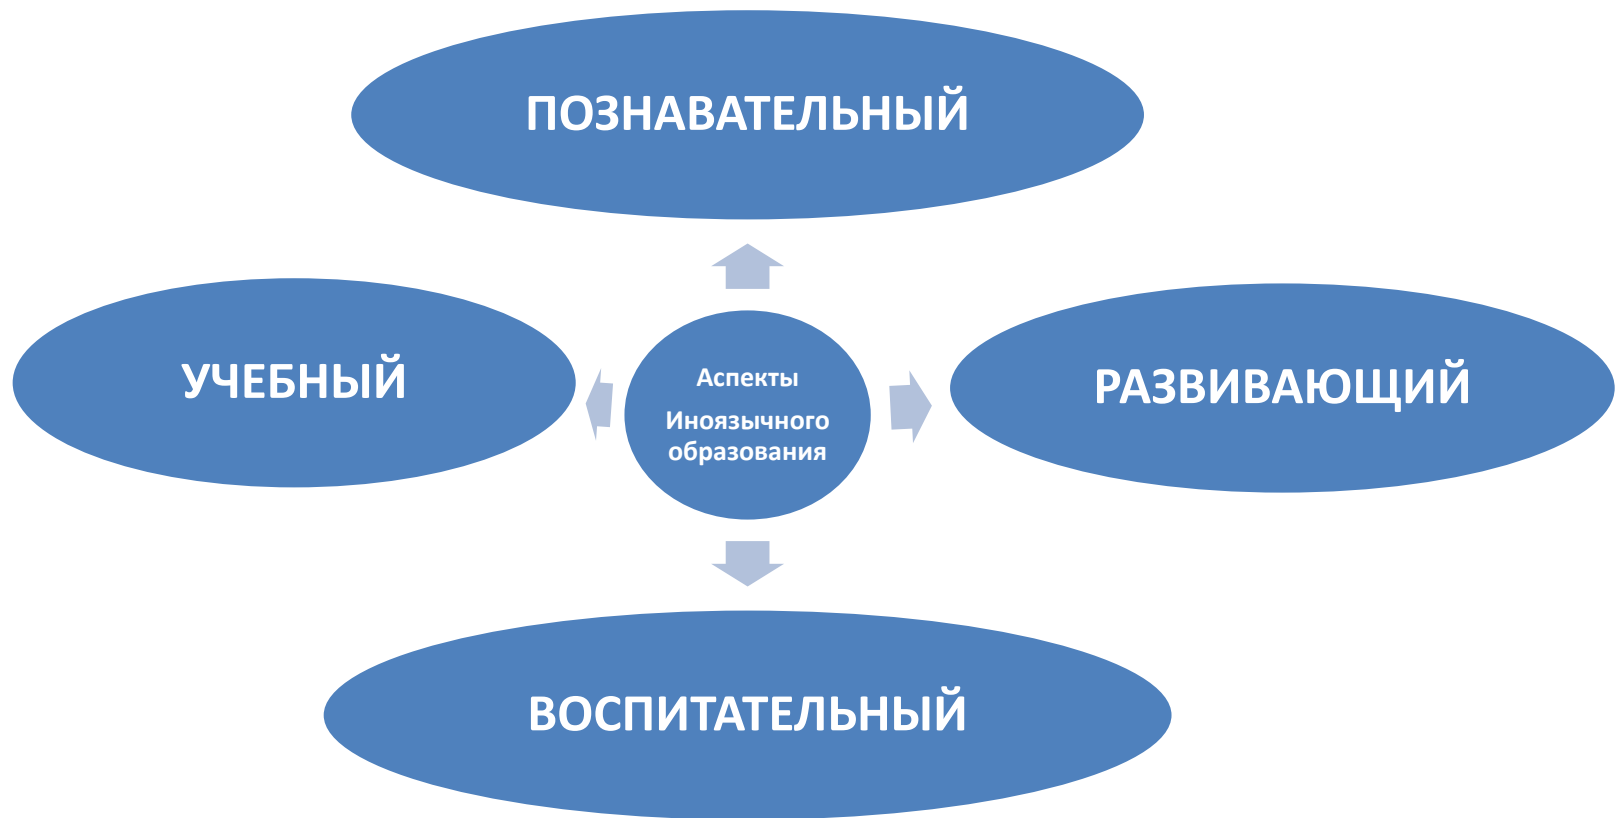 ПОЗНАВАТЕЛЬНЫЙ
УЧЕБНЫЙ
Аспекты
Иноязычного
образования
РАЗВИВАЮЩИЙ
ВОСПИТАТЕЛЬНЫЙ